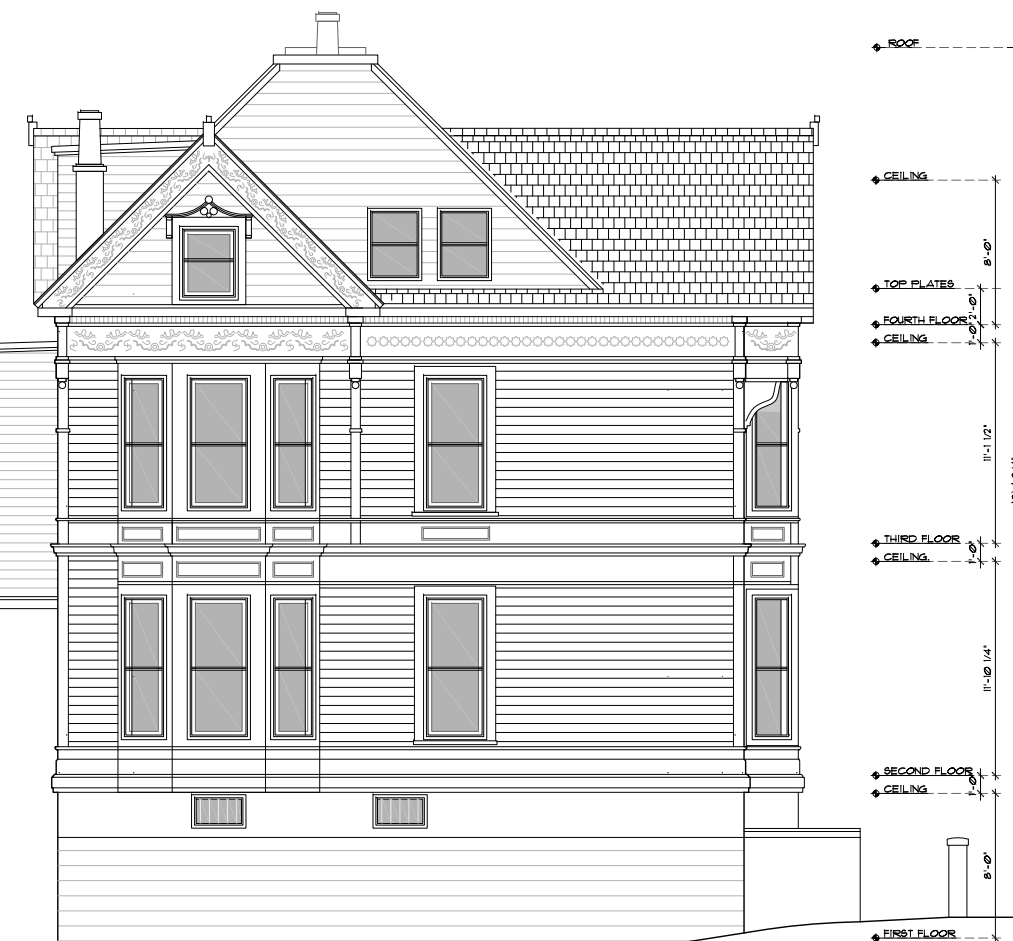 ROOF
CEILING
8'-0"
TOP PLATES
2'-0"
FOURTH FLOOR
1'-0"
CEILING
11'-1 1/2"
THIRD FLOOR
1'-0"
CEILING.
11'-10 1/4"
SECOND FLOOR
1'-0"
CEILING
8'-0"
FIRST FLOOR